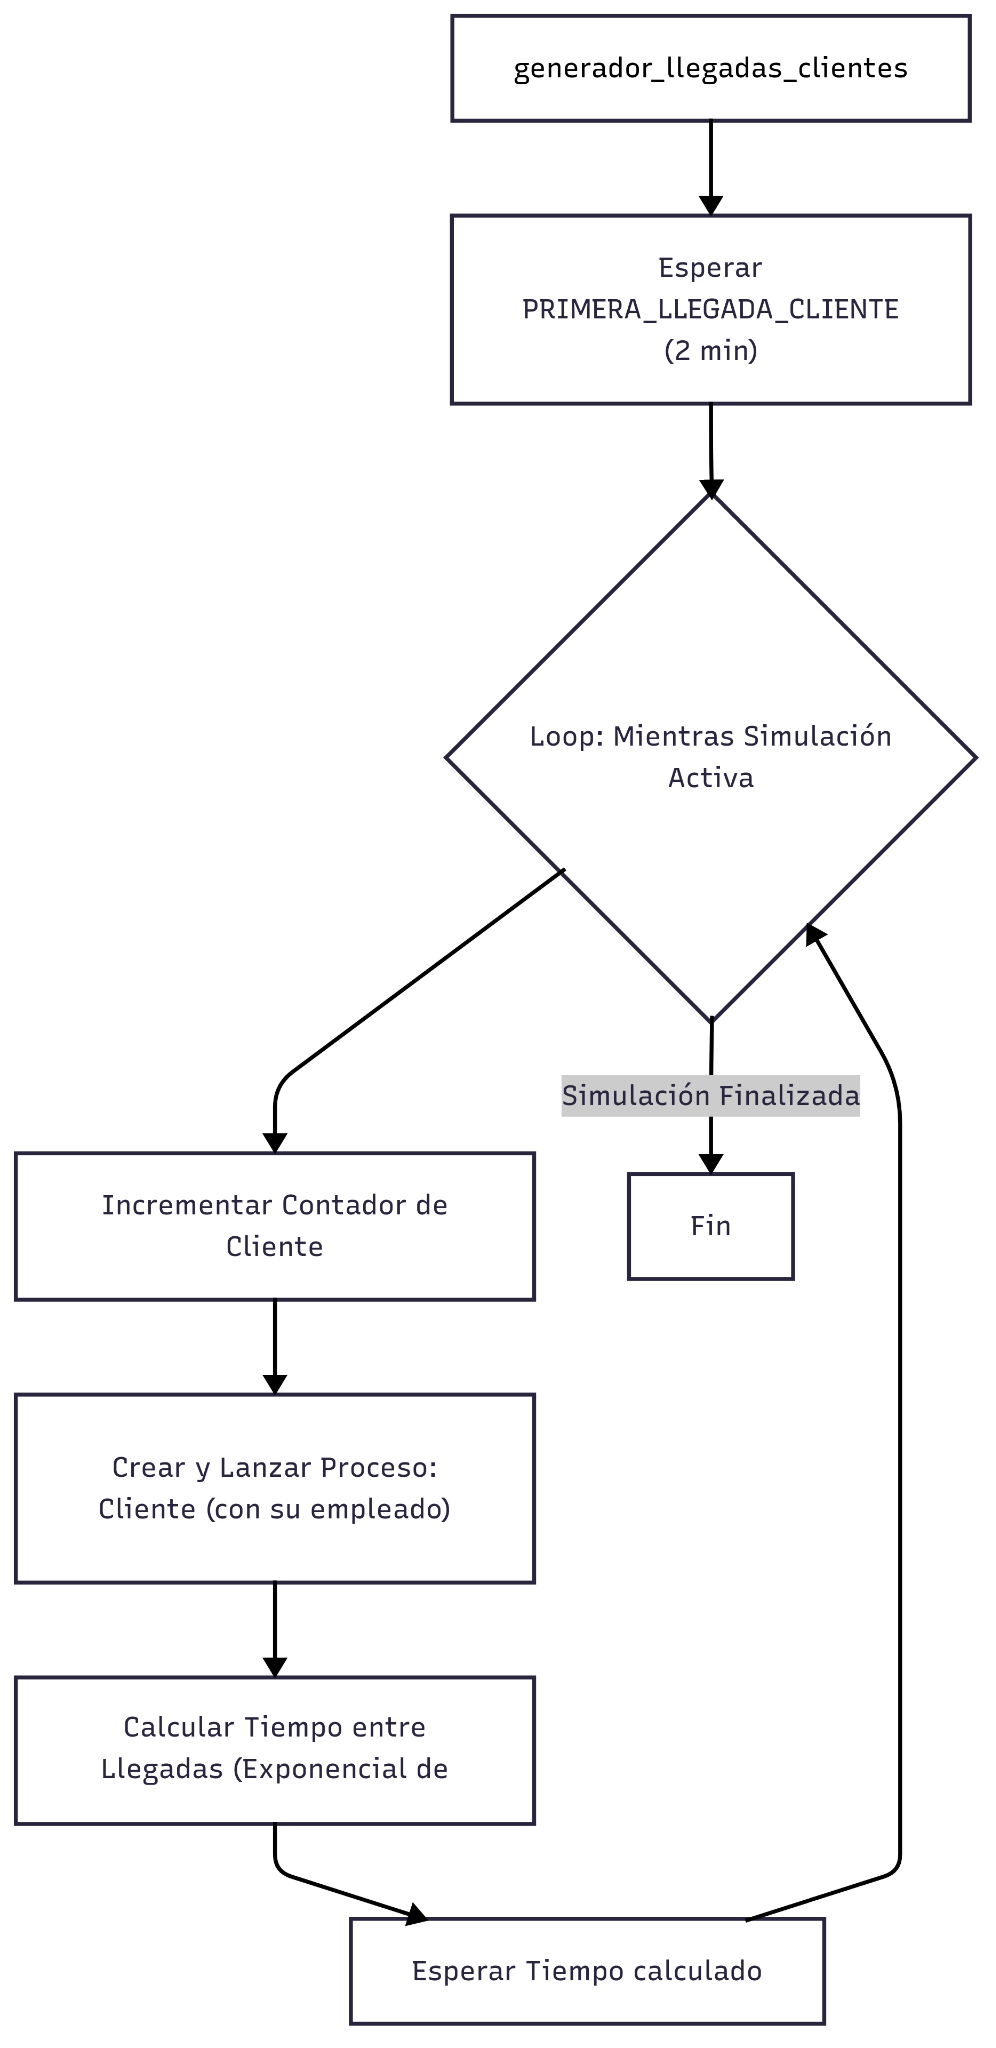 generador_llegadas_clientes
Esperar
PRIMERA_LLEGADA_CLIENTE
(2 min)
Loop: Mientras Simulación
Activa
Simulación Finalizada
Incrementar Contador de
Cliente
Fin
Crear y Lanzar Proceso:
Cliente (con su empleado)
Calcular Tiempo entre
Llegadas (Exponencial de
Esperar Tiempo calculado